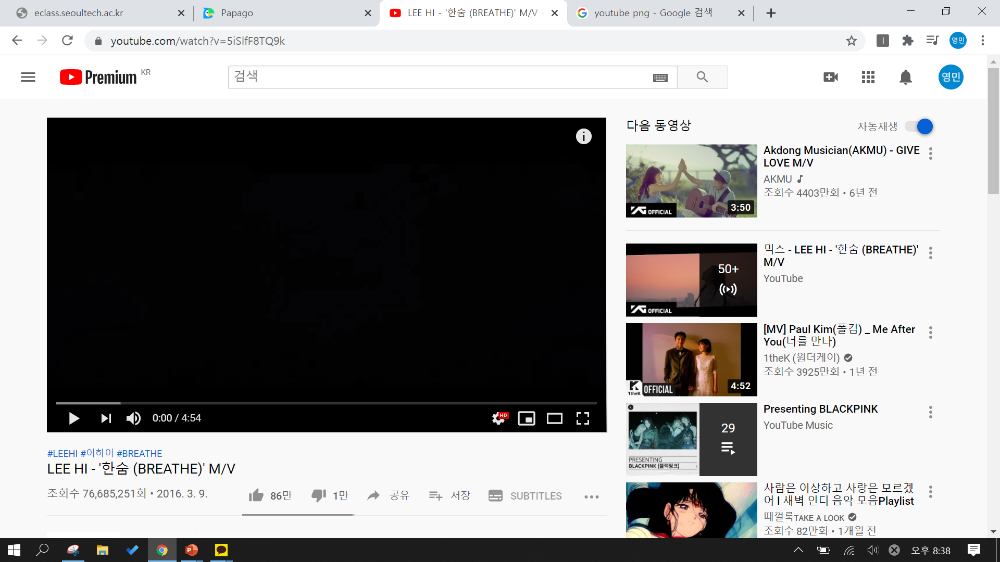 eclass.seoultech.ac.kr
Papago
LEE HI - '한숨 (BREATHE)' M/V -
youtube png - Google 검색
youtube.com/watch?v=5iSlfF8TQ9k
영민
Premium KR
검색
영민
다음 동영상
자동재생
Akdong Musician(AKMU) - GIVE
LOVE M/V
AKMU
조회수 4403만회 • 6년 전
YG OFFICIAL
3:50
믹스 - LEE HI - '한숨 (BREATHE)'
M/V
YouTube
50+
YG OFFICIAL
[MV] Paul Kim(폴킴) _ Me After
You(너를 만나)
1theK (원더케이)
조회수 3925만회 • 1년 전
K
1theK
OFFICIAL
4:52
Presenting BLACKPINK
YouTube Music
29
PRESENTING
BLACKPINK (블랙핑크)
사람은 이상하고 사랑은 모르겠
어 l 새벽 인디 음악 모음Playlist
때껄룩TAKE A LOOK
조회수 82만회 • 1개월 전
i
0:00 / 4:54
HD
#LEEHI #이하이 #BREATHE
LEE HI - '한숨 (BREATHE)' M/V
조회수 76,685,251회 • 2016. 3. 9.
86만
1만
공유
저장
SUBTITLES
오후 8:38